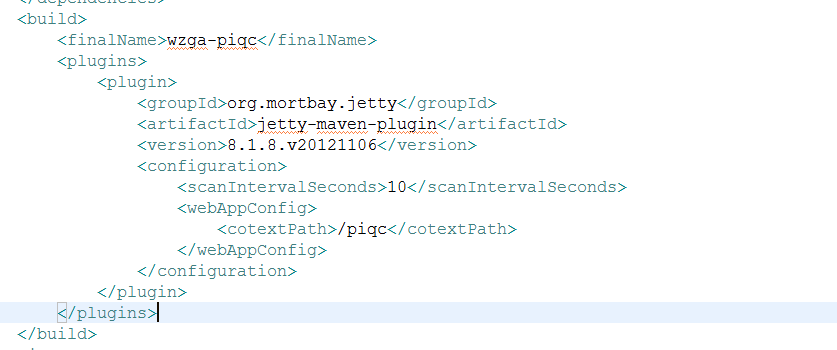 </dependencies>
<build>
<finalName>wzga-piqc</finalName>
<plugins>
<plugin>
<groupId>org.mortbay.jetty</groupId>
<artifactId>jetty-maven-plugin</artifactId>
<version>8.1.8.v20121106</version>
<configuration>
<scanIntervalSeconds>10</scanIntervalSeconds>
<webAppConfig>
<cotextPath>/piqc</cotextPath>
</webAppConfig>
</configuration>
</plugin>
</plugins>
</build>